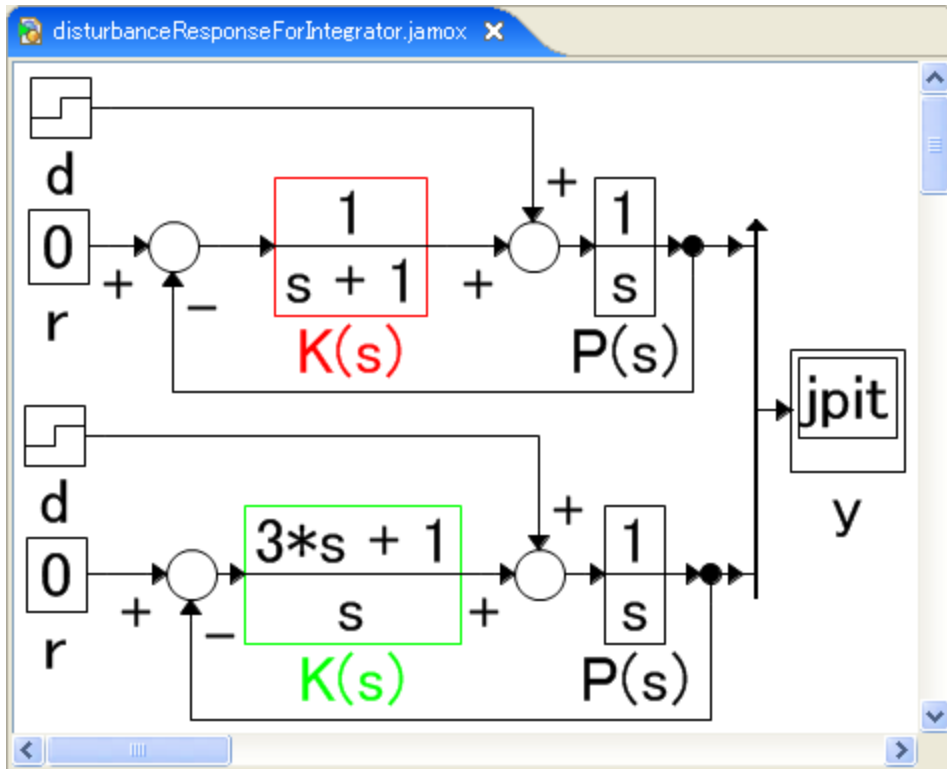 disturbanceResponseForIntegrator.jamox
d
0
r
+
−
1
s + 1
K(s)
+
+
1
s
P(s)
jpit
y
d
0
r
+
−
3*s + 1
s
K(s)
+
+
1
s
P(s)